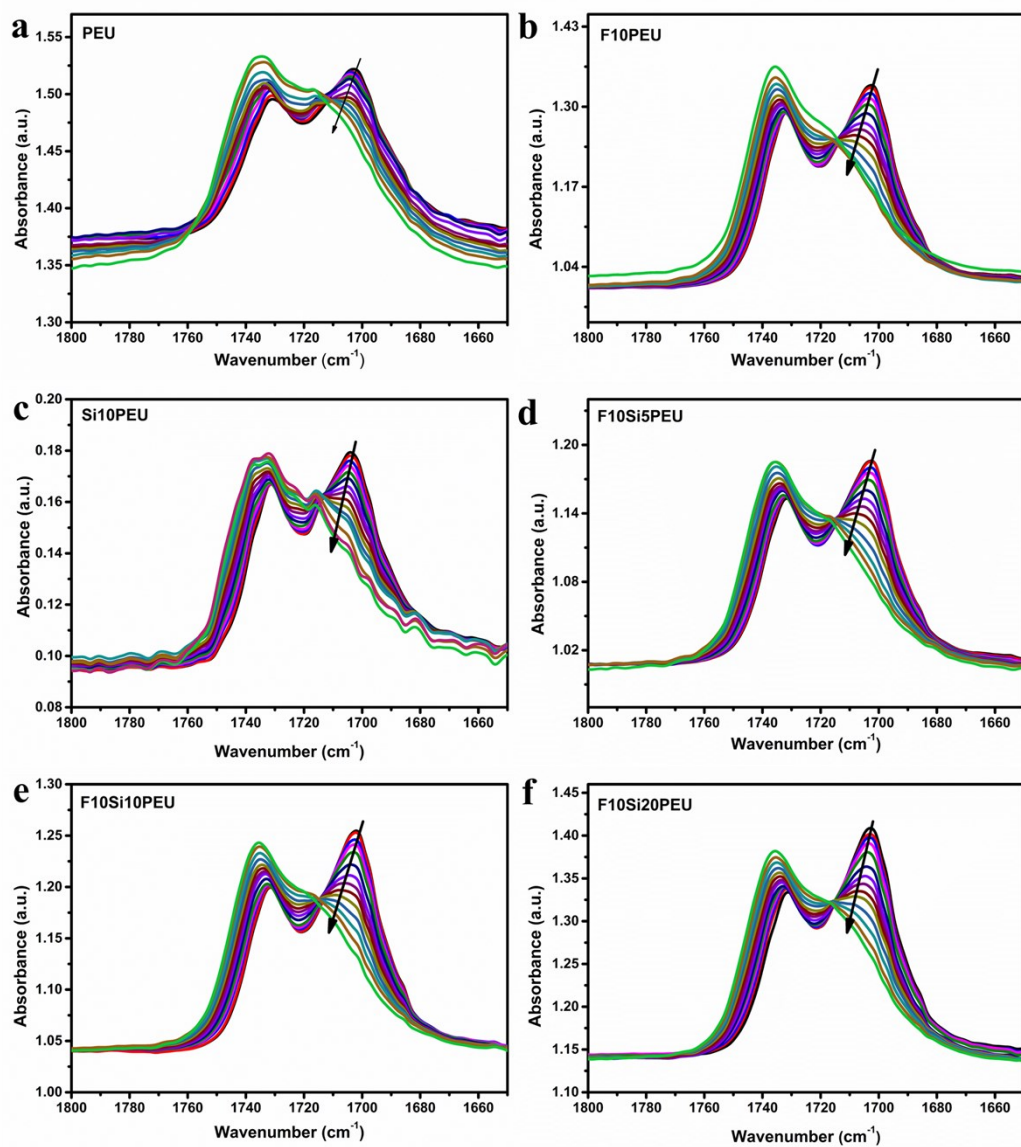 a
PEU
Absorbance (a.u.)
1.55
1.50
1.45
1.40
1.35
1.30
1800 1780 1760 1740 1720 1700 1680 1660
Wavenumber (cm⁻¹)
b
F10PEU
Absorbance (a.u.)
1.43
1.30
1.17
1.04
1800 1780 1760 1740 1720 1700 1680 1660
Wavenumber (cm⁻¹)
c
Si10PEU
Absorbance (a.u.)
0.20
0.18
0.16
0.14
0.12
0.10
0.08
1800 1780 1760 1740 1720 1700 1680 1660
Wavenumber (cm⁻¹)
d
F10Si5PEU
Absorbance (a.u.)
1.20
1.14
1.08
1.02
1800 1780 1760 1740 1720 1700 1680 1660
Wavenumber (cm⁻¹)
e
F10Si10PEU
Absorbance (a.u.)
1.30
1.25
1.20
1.15
1.10
1.05
1.00
1800 1780 1760 1740 1720 1700 1680 1660
Wavenumber (cm⁻¹)
f
F10Si20PEU
Absorbance (a.u.)
1.45
1.40
1.35
1.30
1.25
1.20
1.15
1.10
1800 1780 1760 1740 1720 1700 1680 1660
Wavenumber (cm⁻¹)